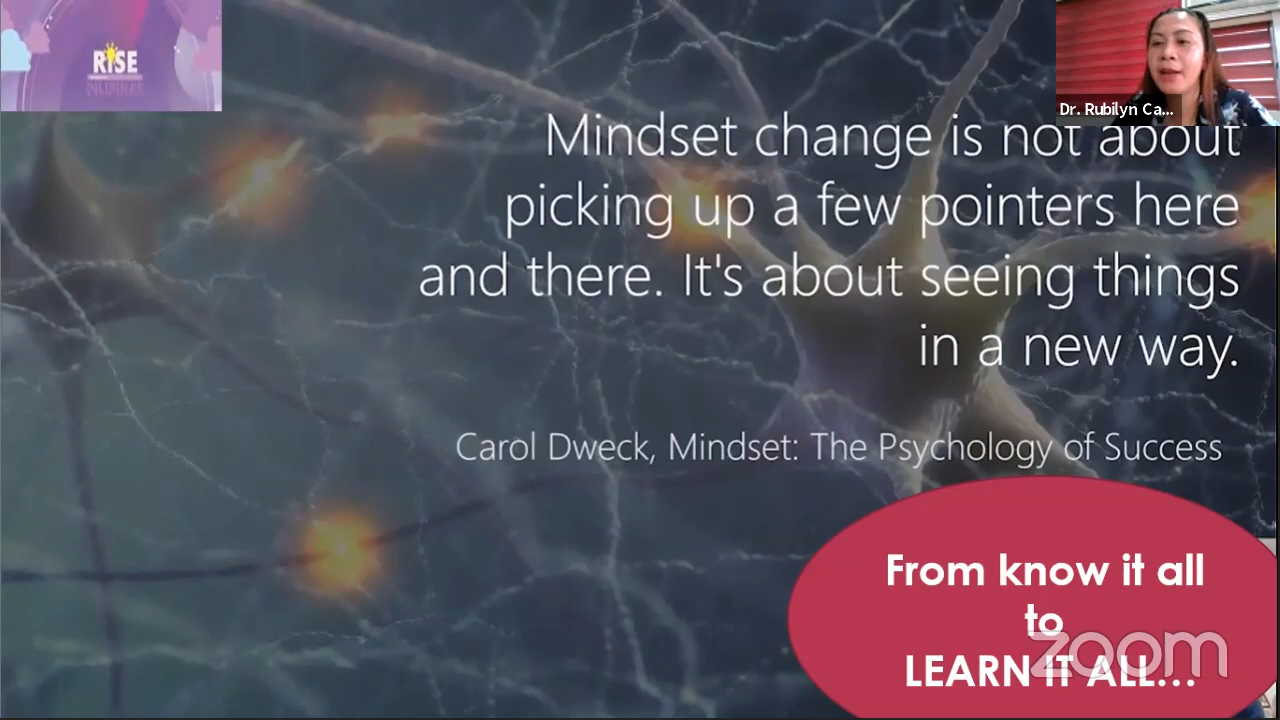 RISE
PILIPINAS
Dr. Rubilyn Ca...
Mindset change is not about
picking up a few pointers here
and there. It's about seeing things
in a new way.
Carol Dweck, Mindset: The Psychology of Success
From know it all
to
LEARN IT ALL...
zoom